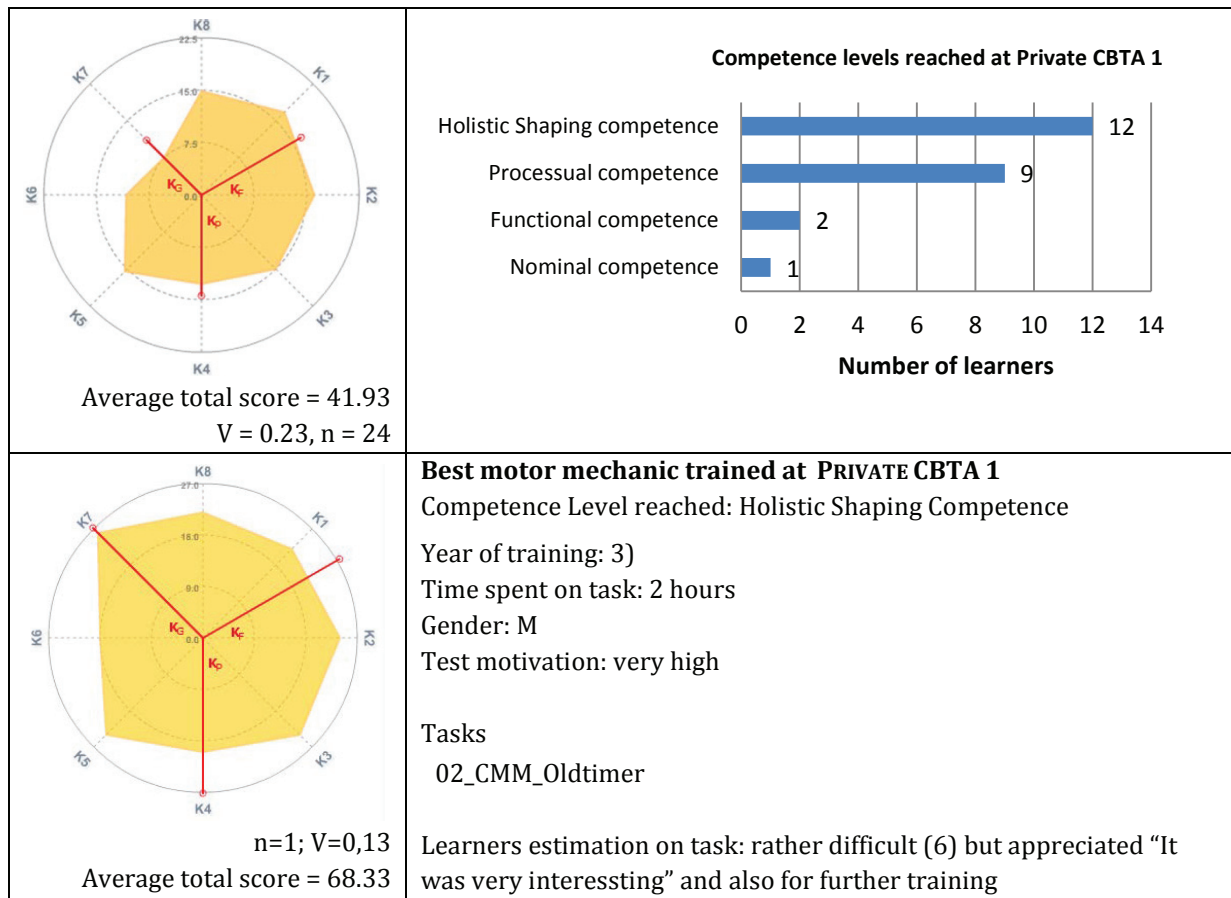 K8
22.5
K7
K1
15.0
7.5
K6
0.0
K2
KG
KF
KP
K5
K3
K4
Average total score = 41.93
V = 0.23, n = 24
Competence levels reached at Private CBTA 1
Holistic Shaping competence
12
Processual competence
9
Functional competence
2
Nominal competence
1
0 2 4 6 8 10 12 14
Number of learners
K8
27.0
K7
K1
18.0
9.0
K6
0.0
K2
KG
KF
KP
K5
K3
K4
n=1; V=0,13
Average total score = 68.33
Best motor mechanic trained at PRIVATE CBTA 1
Competence Level reached: Holistic Shaping Competence
Year of training: 3)
Time spent on task: 2 hours
Gender: M
Test motivation: very high
Tasks
02_CMM_Oldtimer
Learners estimation on task: rather difficult (6) but appreciated “It
was very interessting” and also for further training